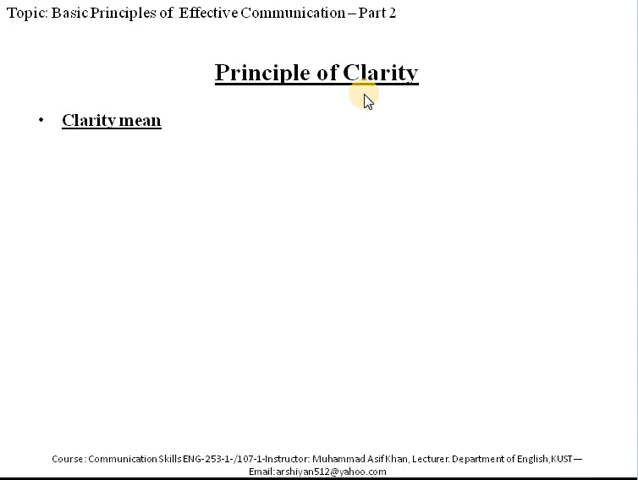 Topic: Basic Principles of Effective Communication – Part 2
Principle of Clarity
• Clarity mean
Course: Communication Skills ENG-253-1-/107-1-Instructor: Muhammad Asif Khan, Lecturer. Department of English,KUST—
Email:arshiyan512@yahoo.com